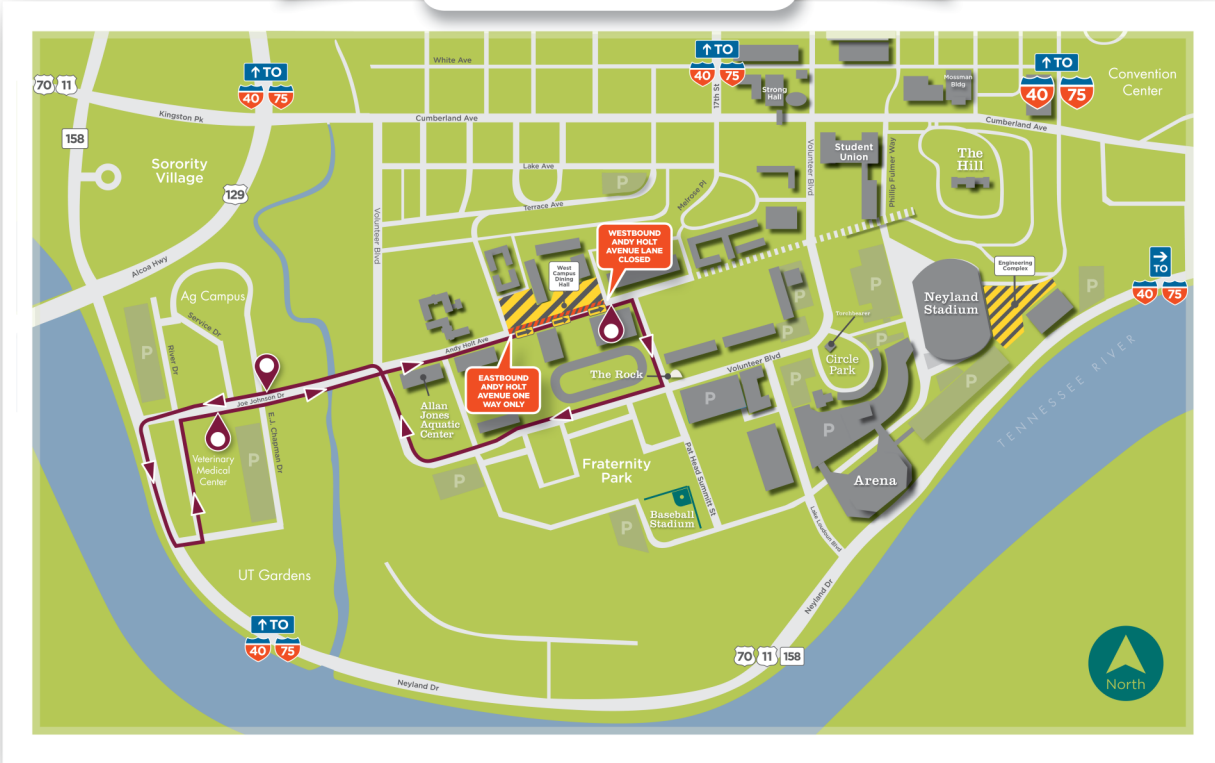 ↑ TO
40 75
White Ave
↑ TO
40 75
17th St
Strong
Hall
Mossman
Bldg
↑ TO
40 75
Convention
Center
70 11
158
Kingston Pk
Cumberland Ave
Cumberland Ave
Sorority
Village
129
Lake Ave
P
Terrace Ave
Melrose Pl
Volunteer Blvd
Student
Union
Phillip Fulmer Way
The
Hill
Volunteer Blvd
Alcoa Hwy
WESTBOUND
ANDY HOLT
AVENUE LANE
CLOSED
West
Campus
Dining
Hall
Engineering
Complex
→
TO
40 75
Ag Campus
Service Dr
River Dr
P
Neyland
Stadium
P
P
P
P
Torchbearer
Andy Holt Ave
EASTBOUND
ANDY HOLT
AVENUE ONE
WAY ONLY
The Rock
Volunteer Blvd
Circle
Park
P
P
TENNESSEE RIVER
Joe Johnson Dr
E.J. Chapman Dr
Allan
Jones
Aquatic
Center
P
P
Veterinary
Medical
Center
P
P
Fraternity
Park
Pat Head Summitt St
Arena
Baseball
Stadium
P
Lake Loudoun Blvd
UT Gardens
Neyland Dr
↑ TO
40 75
70 11 158
Neyland Dr
North